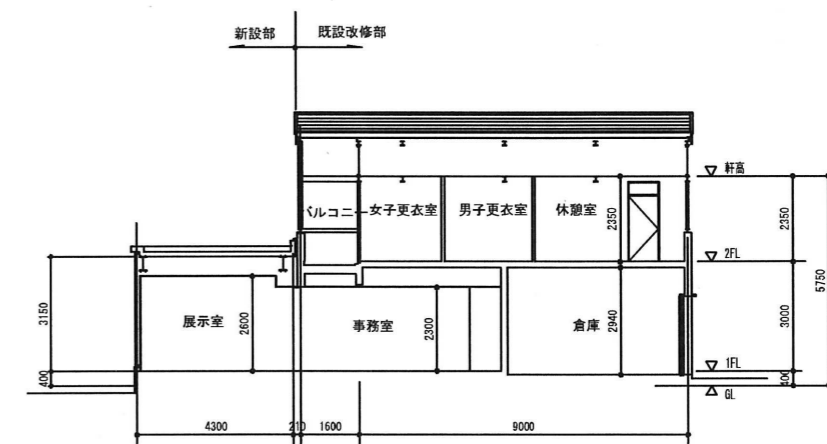 新設部 既設改修部
軒高
バルコニー 女子更衣室 男子更衣室 休憩室 2350 2350
2FL
5750
3150 展示室 2600 事務室 2300 倉庫 2940 3000
1FL
400 400
GL
4300 210 1600 9000